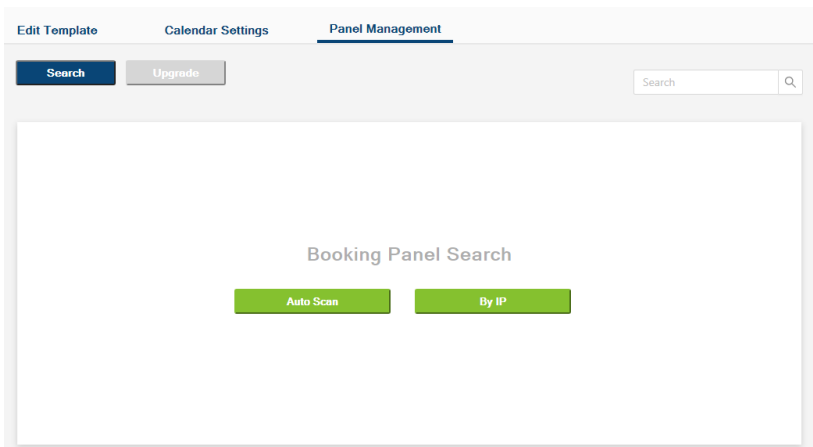 Edit Template Calendar Settings Panel Management
Search Upgrade Search
Booking Panel Search
Auto Scan By IP